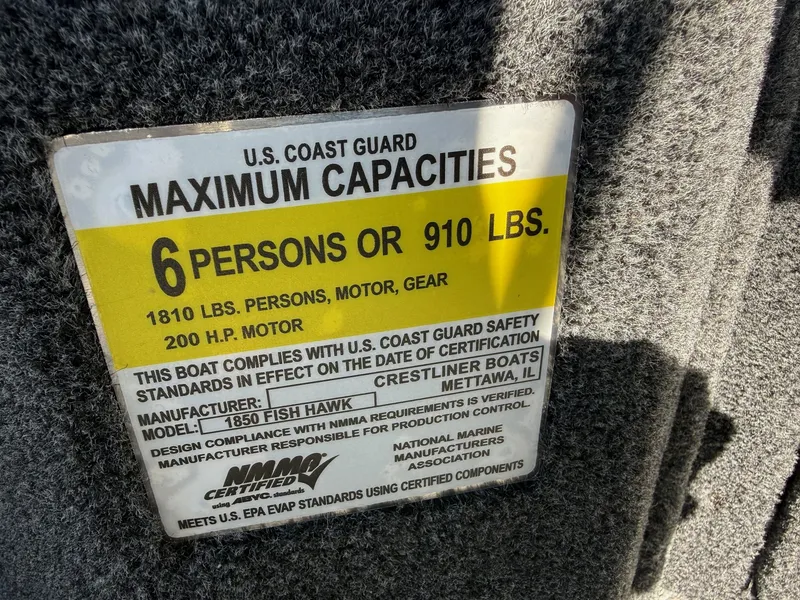 U.S. COAST GUARD
MAXIMUM CAPACITIES
6 PERSONS OR 910 LBS.
1810 LBS. PERSONS, MOTOR, GEAR
200 H.P. MOTOR
THIS BOAT COMPLIES WITH U.S. COAST GUARD SAFETY
STANDARDS IN EFFECT ON THE DATE OF CERTIFICATION
MANUFACTURER: CRESTLINER BOATS
METTAWA, IL
MODEL: 1850 FISH HAWK
DESIGN COMPLIANCE WITH NMMA REQUIREMENTS IS VERIFIED.
MANUFACTURER RESPONSIBLE FOR PRODUCTION CONTROL.
NMMA
CERTIFIED
using ABYC. standards
NATIONAL MARINE
MANUFACTURERS
ASSOCIATION
MEETS U.S. EPA EVAP STANDARDS USING CERTIFIED COMPONENTS